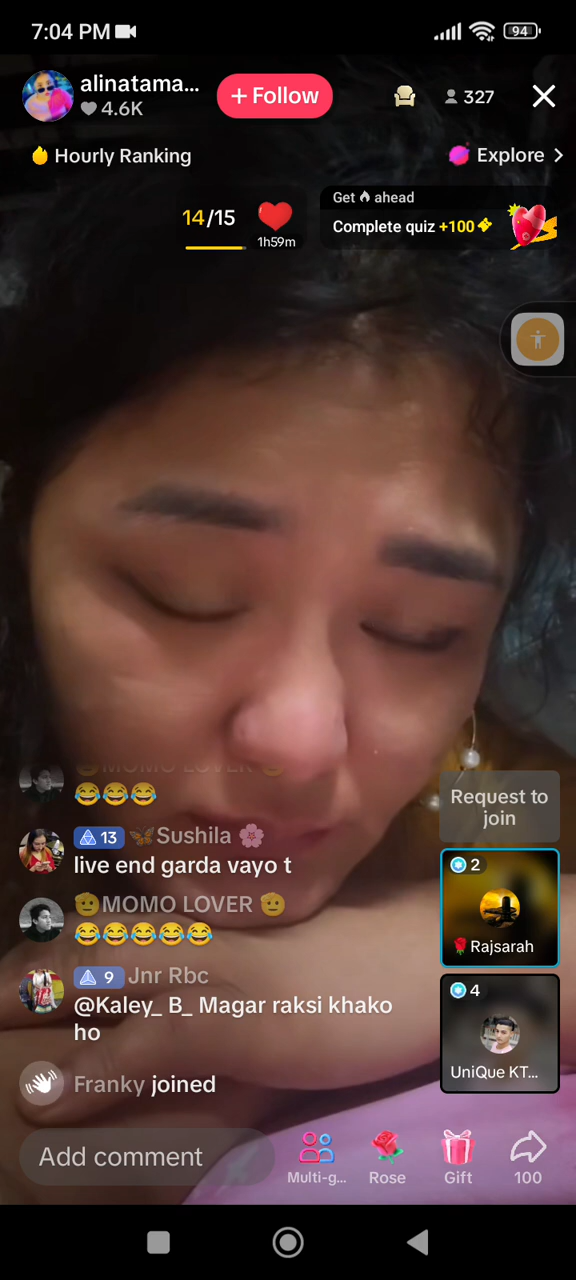 7:04 PM
94
alinatama...
4.6K
+ Follow
327
Hourly Ranking
Explore
14/15
1h59m
Get 🔥 ahead
Complete quiz +100
😂😂😂
13 🦋Sushila 🌸
live end garda vayo t
🫡MOMO LOVER 🫡
😂😂😂😂😂
9 Jnr Rbc
@Kaley_ B_ Magar raksi khako
ho
Franky joined
Request to
join
2
🌹Rajsarah
4
UniQue KT...
Add comment
Multi-g...
Rose
Gift
100